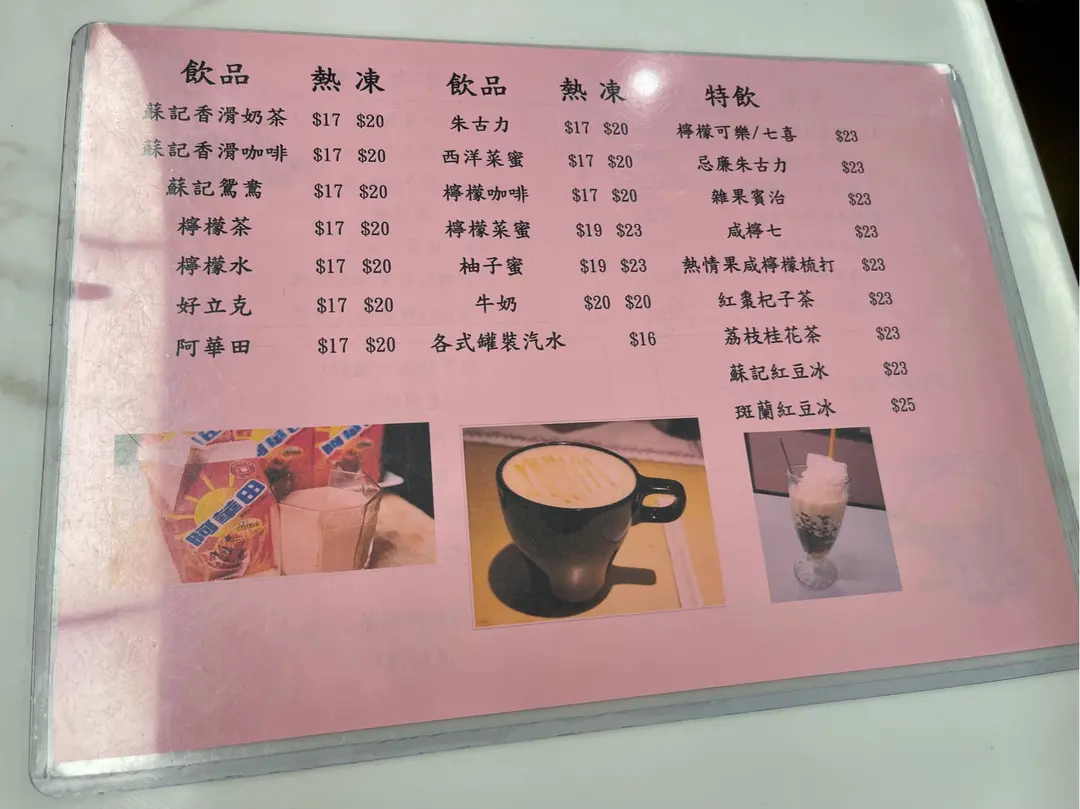 飲品 熱 凍
蘇記香滑奶茶 $17 $20
蘇記香滑咖啡 $17 $20
蘇記鴛鴦 $17 $20
檸檬茶 $17 $20
檸檬水 $17 $20
好立克 $17 $20
阿華田 $17 $20
飲品 熱 凍
朱古力 $17 $20
西洋菜蜜 $17 $20
檸檬咖啡 $17 $20
檸檬菜蜜 $19 $23
柚子蜜 $19 $23
牛奶 $20 $20
各式罐裝汽水 $16
特飲
檸檬可樂/七喜 $23
忌廉朱古力 $23
雜果賓治 $23
咸檸七 $23
熱情果咸檸檬梳打 $23
紅棗杞子茶 $23
荔枝桂花茶 $23
蘇記紅豆冰 $23
斑蘭紅豆冰 $25
阿華田